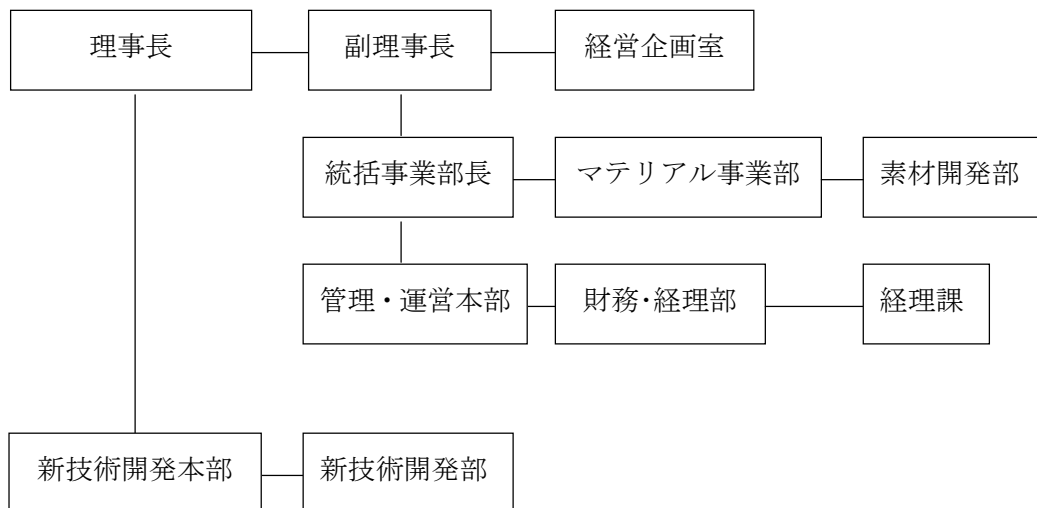 理事長
副理事長
経営企画室
統括事業部長
マテリアル事業部
素材開発部
管理・運営本部
財務・経理部
経理課
新技術開発本部
新技術開発部